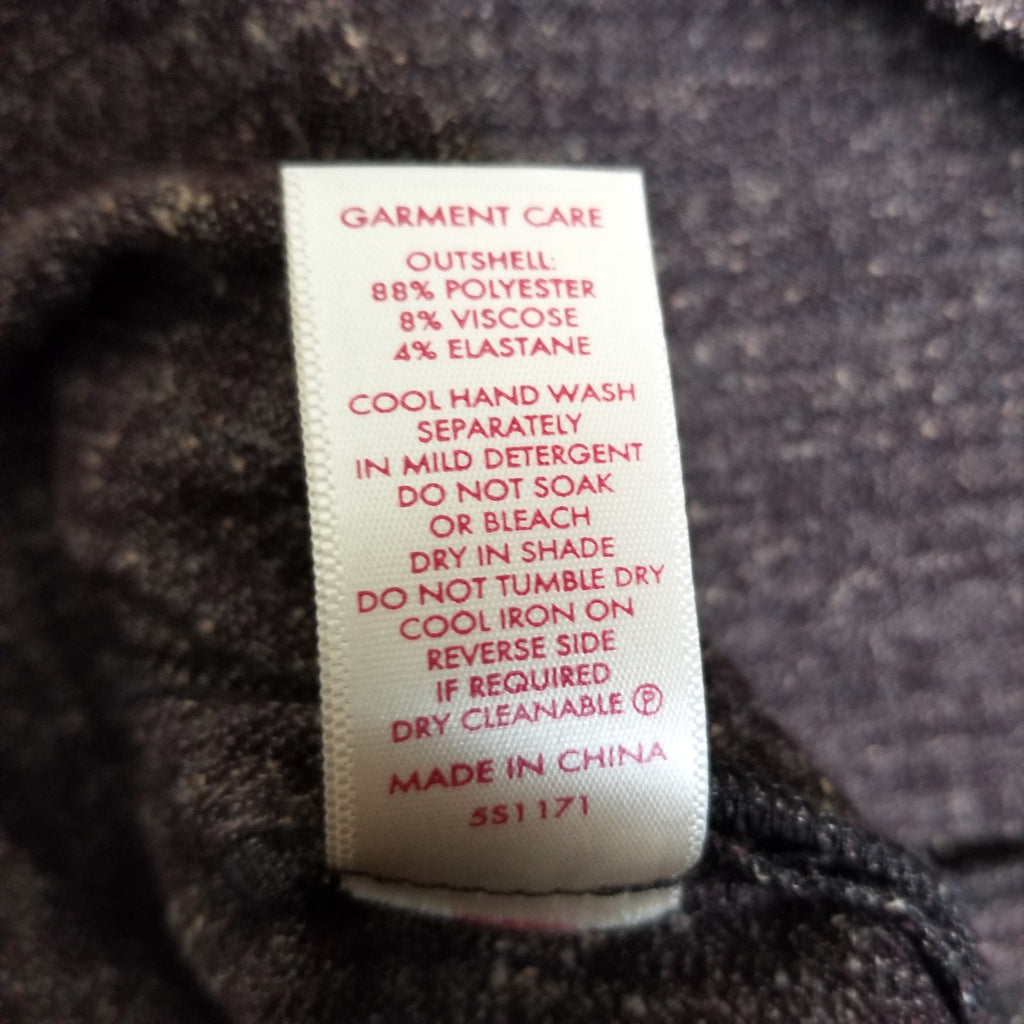 GARMENT CARE
OUTSHELL:
88% POLYESTER
8% VISCOSE
4% ELASTANE
COOL HAND WASH
SEPARATELY
IN MILD DETERGENT
DO NOT SOAK
OR BLEACH
DRY IN SHADE
DO NOT TUMBLE DRY
COOL IRON ON
REVERSE SIDE
IF REQUIRED
DRY CLEANABLE Ⓟ
MADE IN CHINA
5S1171